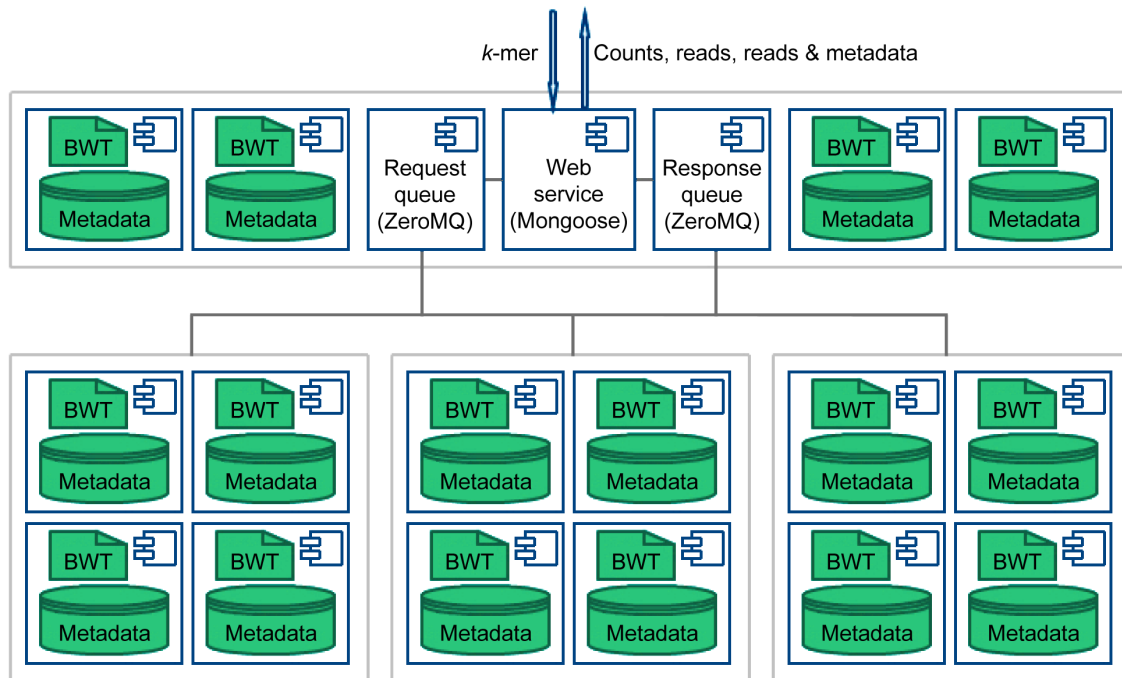 k-mer
Counts, reads, reads & metadata
BWT
Metadata
BWT
Metadata
Request
queue
(ZeroMQ)
Web
service
(Mongoose)
Response
queue
(ZeroMQ)
BWT
Metadata
BWT
Metadata
BWT
Metadata
BWT
Metadata
BWT
Metadata
BWT
Metadata
BWT
Metadata
BWT
Metadata
BWT
Metadata
BWT
Metadata
BWT
Metadata
BWT
Metadata
BWT
Metadata
BWT
Metadata